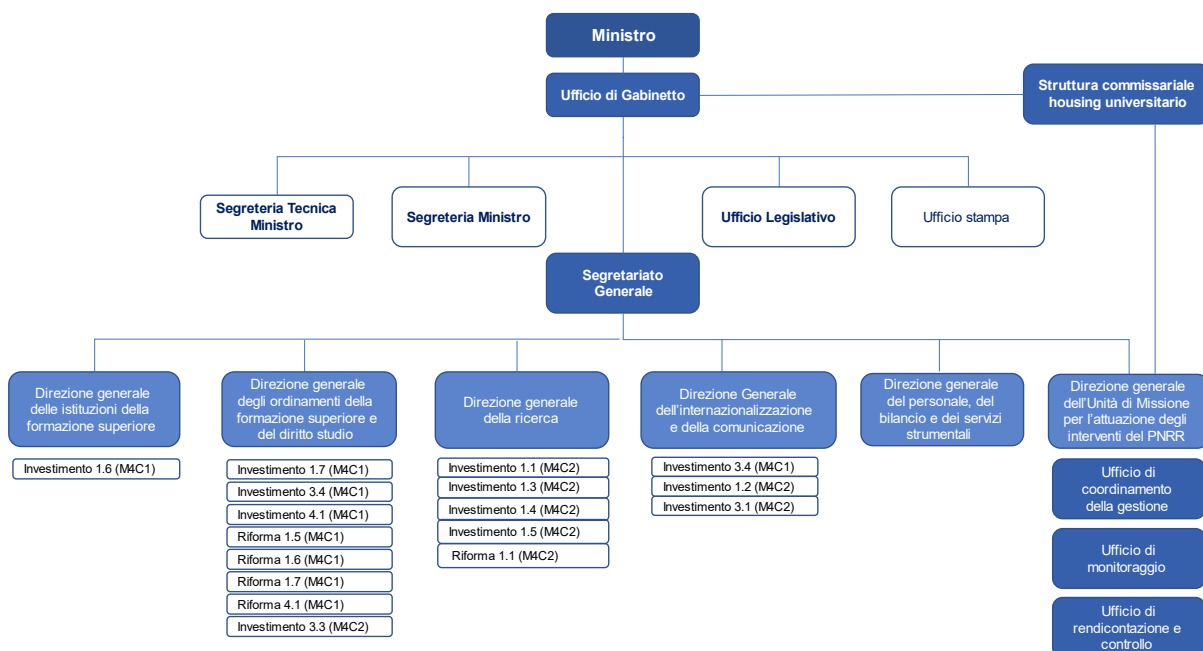 Ministro
Ufficio di Gabinetto
Struttura commissariale
housing universitario
Segreteria Tecnica
Ministro
Segreteria Ministro
Ufficio Legislativo
Ufficio stampa
Segretariato
Generale
Direzione generale
delle istituzioni della
formazione superiore
Investimento 1.6 (M4C1)
Direzione generale
degli ordinamenti della
formazione superiore e
del diritto studio
Investimento 1.7 (M4C1)
Investimento 3.4 (M4C1)
Investimento 4.1 (M4C1)
Riforma 1.5 (M4C1)
Riforma 1.6 (M4C1)
Riforma 1.7 (M4C1)
Riforma 4.1 (M4C1)
Investimento 3.3 (M4C2)
Direzione generale
della ricerca
Investimento 1.1 (M4C2)
Investimento 1.3 (M4C2)
Investimento 1.4 (M4C2)
Investimento 1.5 (M4C2)
Riforma 1.1 (M4C2)
Direzione Generale
dell’internazionalizzazione
e della comunicazione
Investimento 3.4 (M4C1)
Investimento 1.2 (M4C2)
Investimento 3.1 (M4C2)
Direzione generale
del personale, del
bilancio e dei servizi
strumentali
Direzione generale
dell’Unità di Missione
per l’attuazione degli
interventi del PNRR
Ufficio di
coordinamento
della gestione
Ufficio di
monitoraggio
Ufficio di
rendicontazione e
controllo